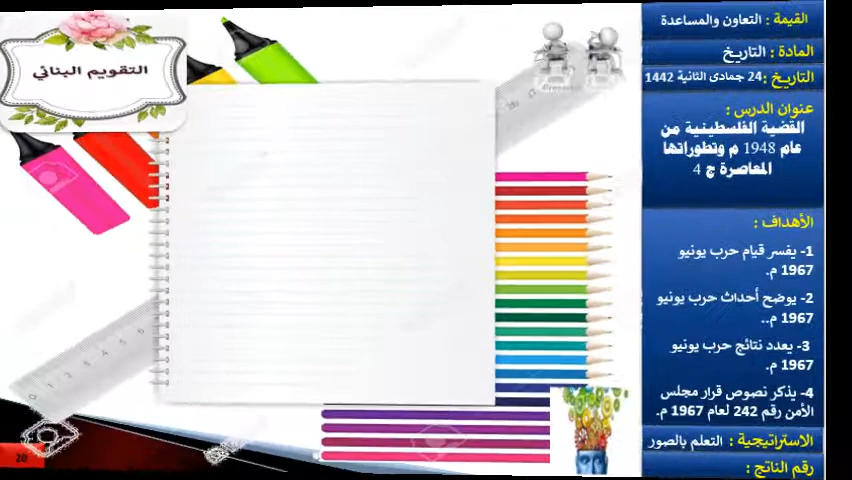 التقويم البنائي
القيمة : التعاون والمساعدة
المادة : التاريخ
التاريخ :24 جمادى الثانية 1442
عنوان الدرس :
القضية الفلسطينية من
عام 1948 م وتطوراتها
المعاصرة ج 4
الأهداف :
1- يفسر قيام حرب يونيو
1967 م.
2- يوضح أحداث حرب يونيو
1967 م..
3- يعدد نتائج حرب يونيو
1967 م.
4- يذكر نصوص قرار مجلس
الأمن رقم 242 لعام 1967 م.
الاستراتيجية : التعلم بالصور
رقم الناتج :
20